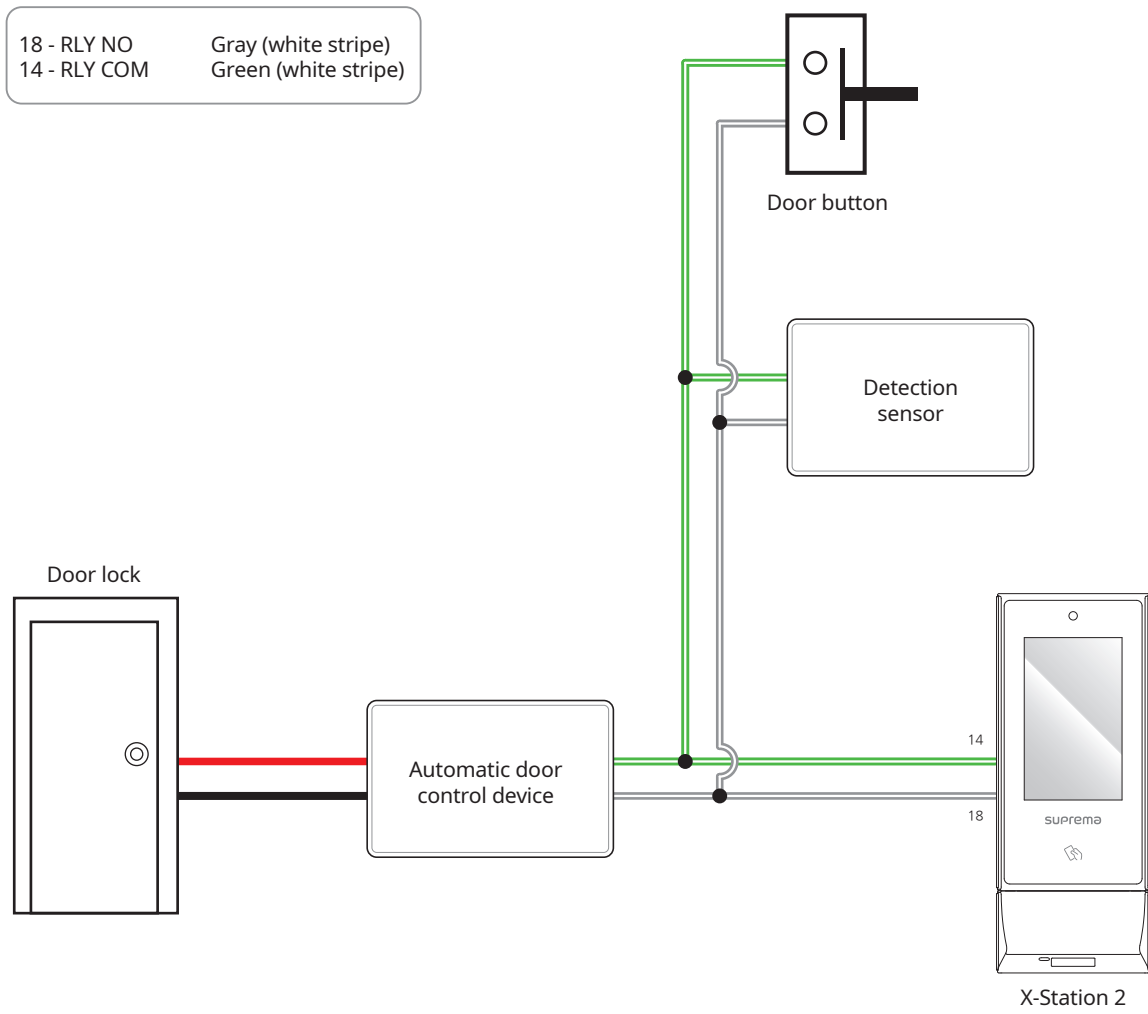 18 - RLY NO Gray (white stripe)
14 - RLY COM Green (white stripe)
Door button
Detection
sensor
Door lock
Automatic door
control device
14
18
suprema
X-Station 2